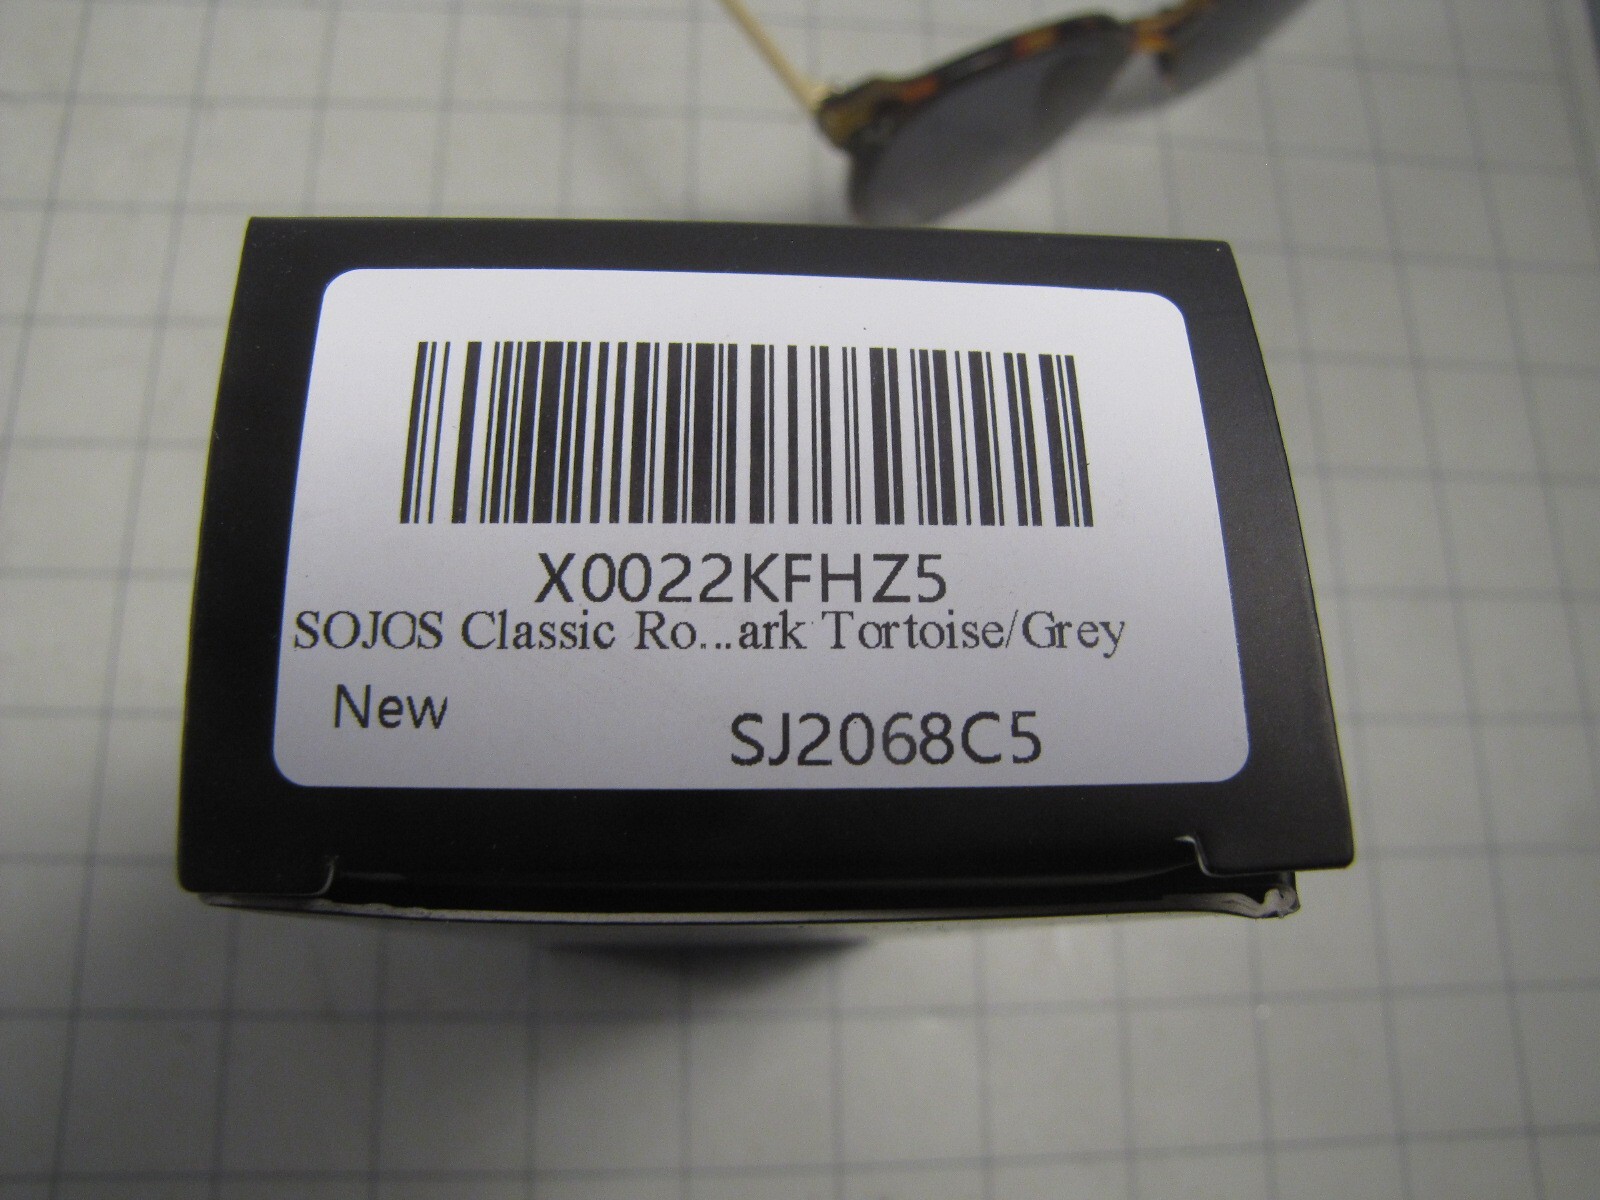 X0022KFHZ5
SOJOS Classic Ro...ark Tortoise/Grey
New
SJ2068C5